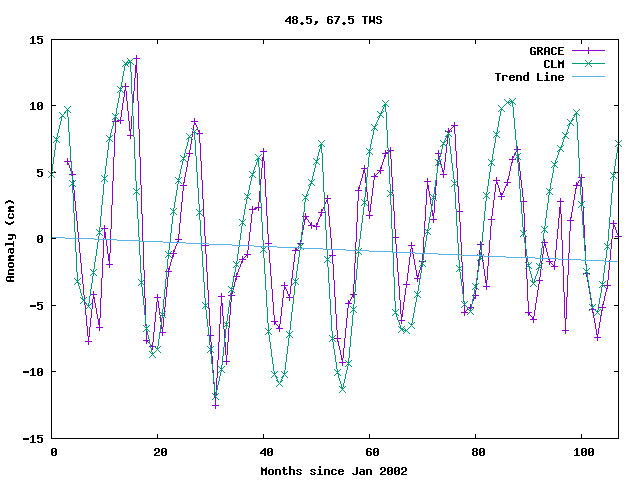 48.5, 67.5 TWS
GRACE
CLM
Trend Line
15
10
5
0
-5
-10
-15
Anomaly (cm)
0 20 40 60 80 100
Months since Jan 2002